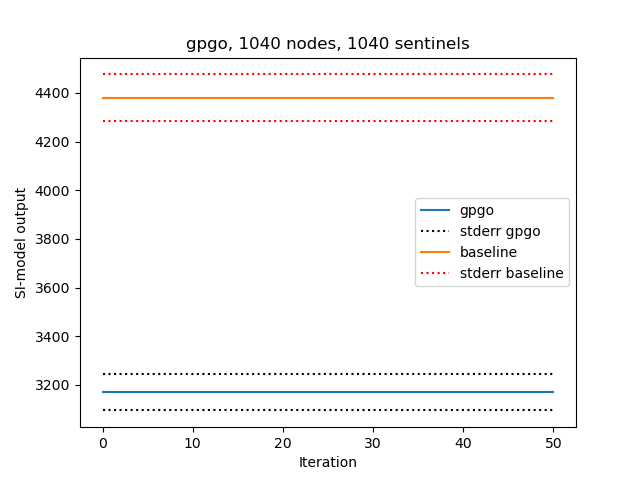 gpgo, 1040 nodes, 1040 sentinels
4400
4200
4000
3800
3600
3400
3200
SI-model output
gpgo
stderr gpgo
baseline
stderr baseline
0 10 20 30 40 50
Iteration